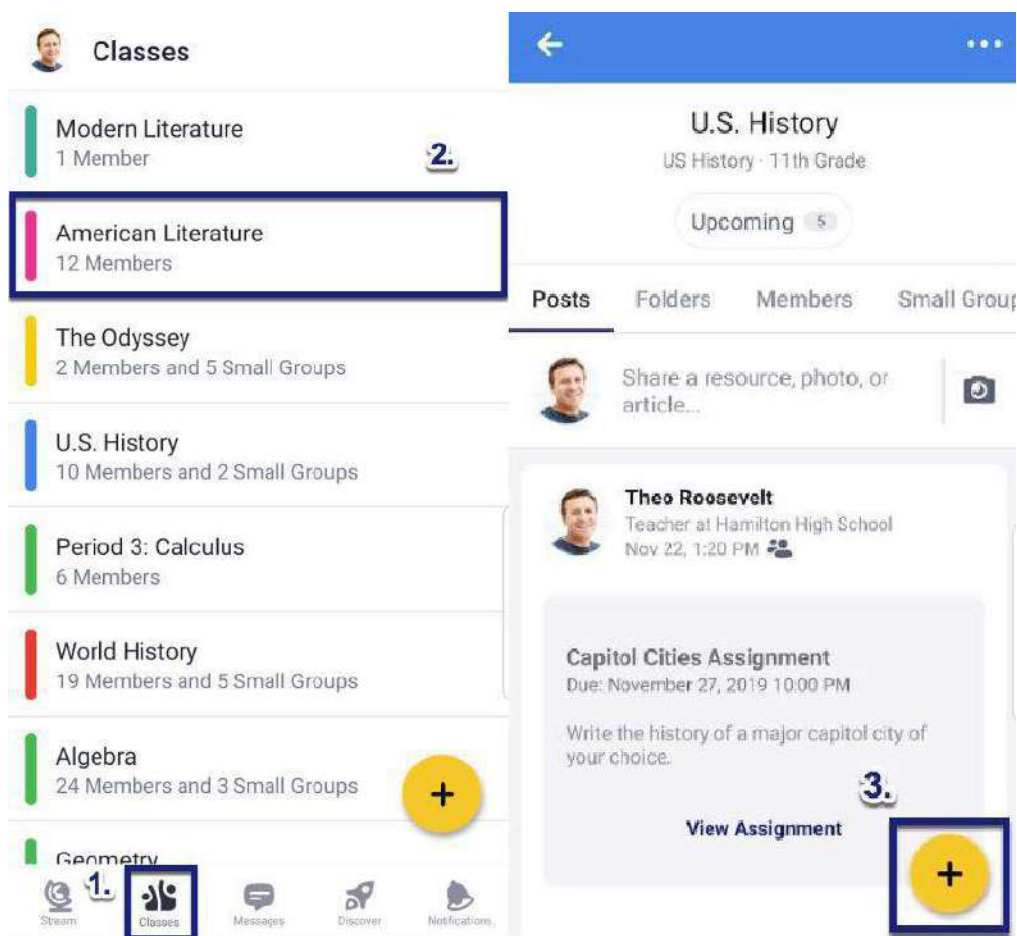 Classes
Modern Literature
1 Member
2.
American Literature
12 Members
The Odyssey
2 Members and 5 Small Groups
U.S. History
10 Members and 2 Small Groups
Period 3: Calculus
6 Members
World History
19 Members and 5 Small Groups
Algebra
24 Members and 3 Small Groups
+
Geometry
1.
Stream
Classes
Messages
Discover
Notifications
U.S. History
US History · 11th Grade
Upcoming 5
Posts Folders Members Small Group
Share a resource, photo, or
article...
Theo Roosevelt
Teacher at Hamilton High School
Nov 22, 1:20 PM
Capitol Cities Assignment
Due: November 27, 2019 10:00 PM
Write the history of a major capitol city of
your choice.
3.
View Assignment
+